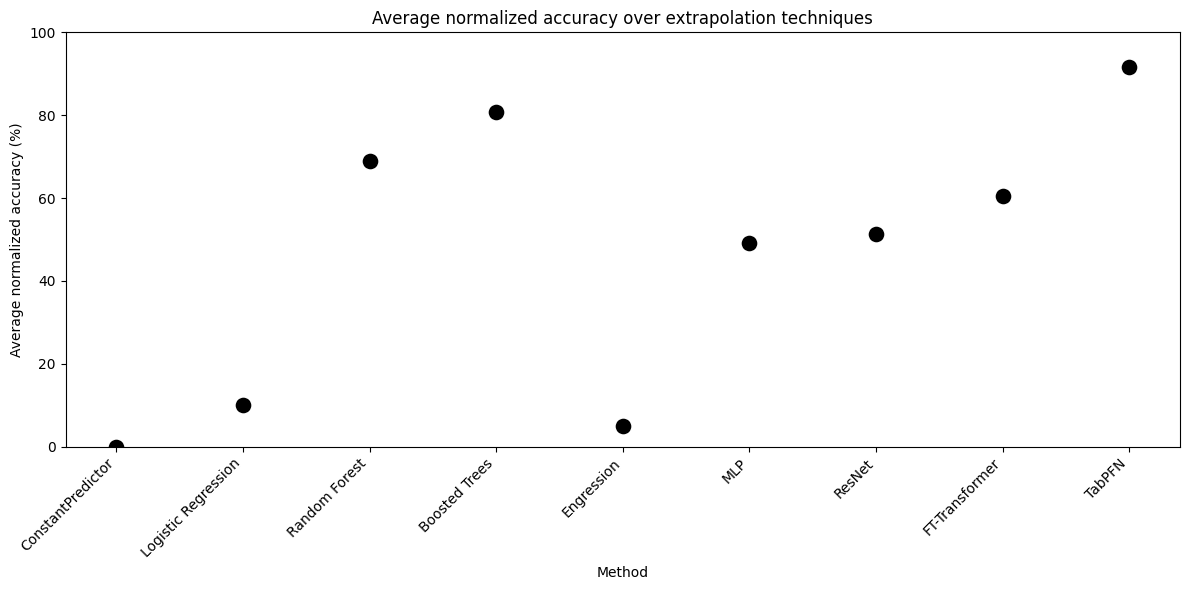 Average normalized accuracy over extrapolation techniques
Average normalized accuracy (%)
100
80
60
40
20
0
ConstantPredictor
Logistic Regression
Random Forest
Boosted Trees
Engression
MLP
ResNet
FT-Transformer
TabPFN
Method